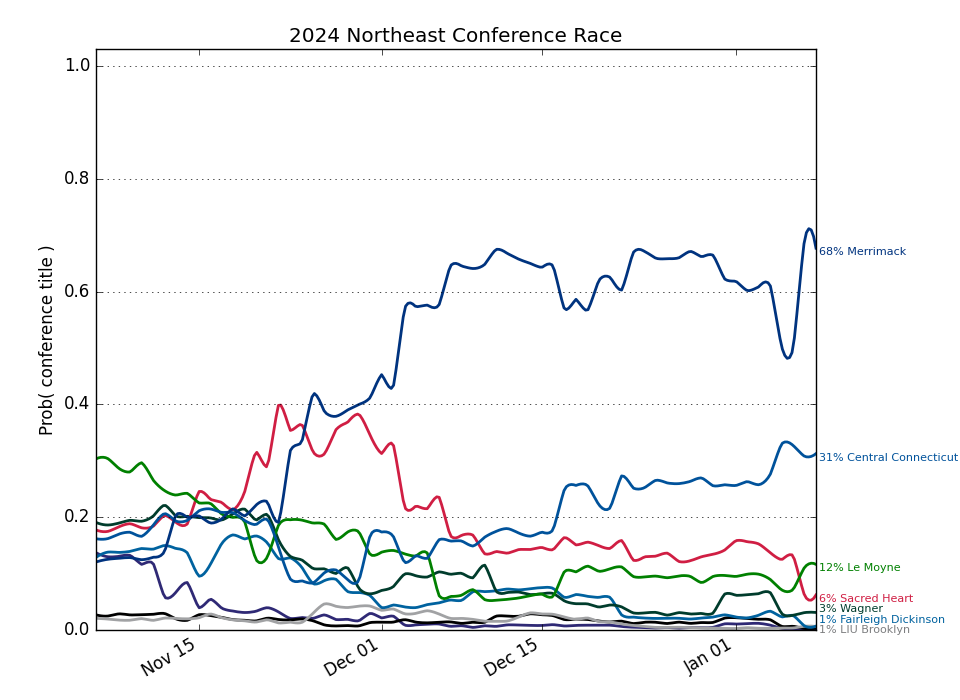 2024 Northeast Conference Race
Prob( conference title )
1.0
0.8
0.6
0.4
0.2
0.0
Nov 15
Dec 01
Dec 15
Jan 01
68% Merrimack
31% Central Connecticut
12% Le Moyne
6% Sacred Heart
3% Wagner
1% Fairleigh Dickinson
1% LIU Brooklyn